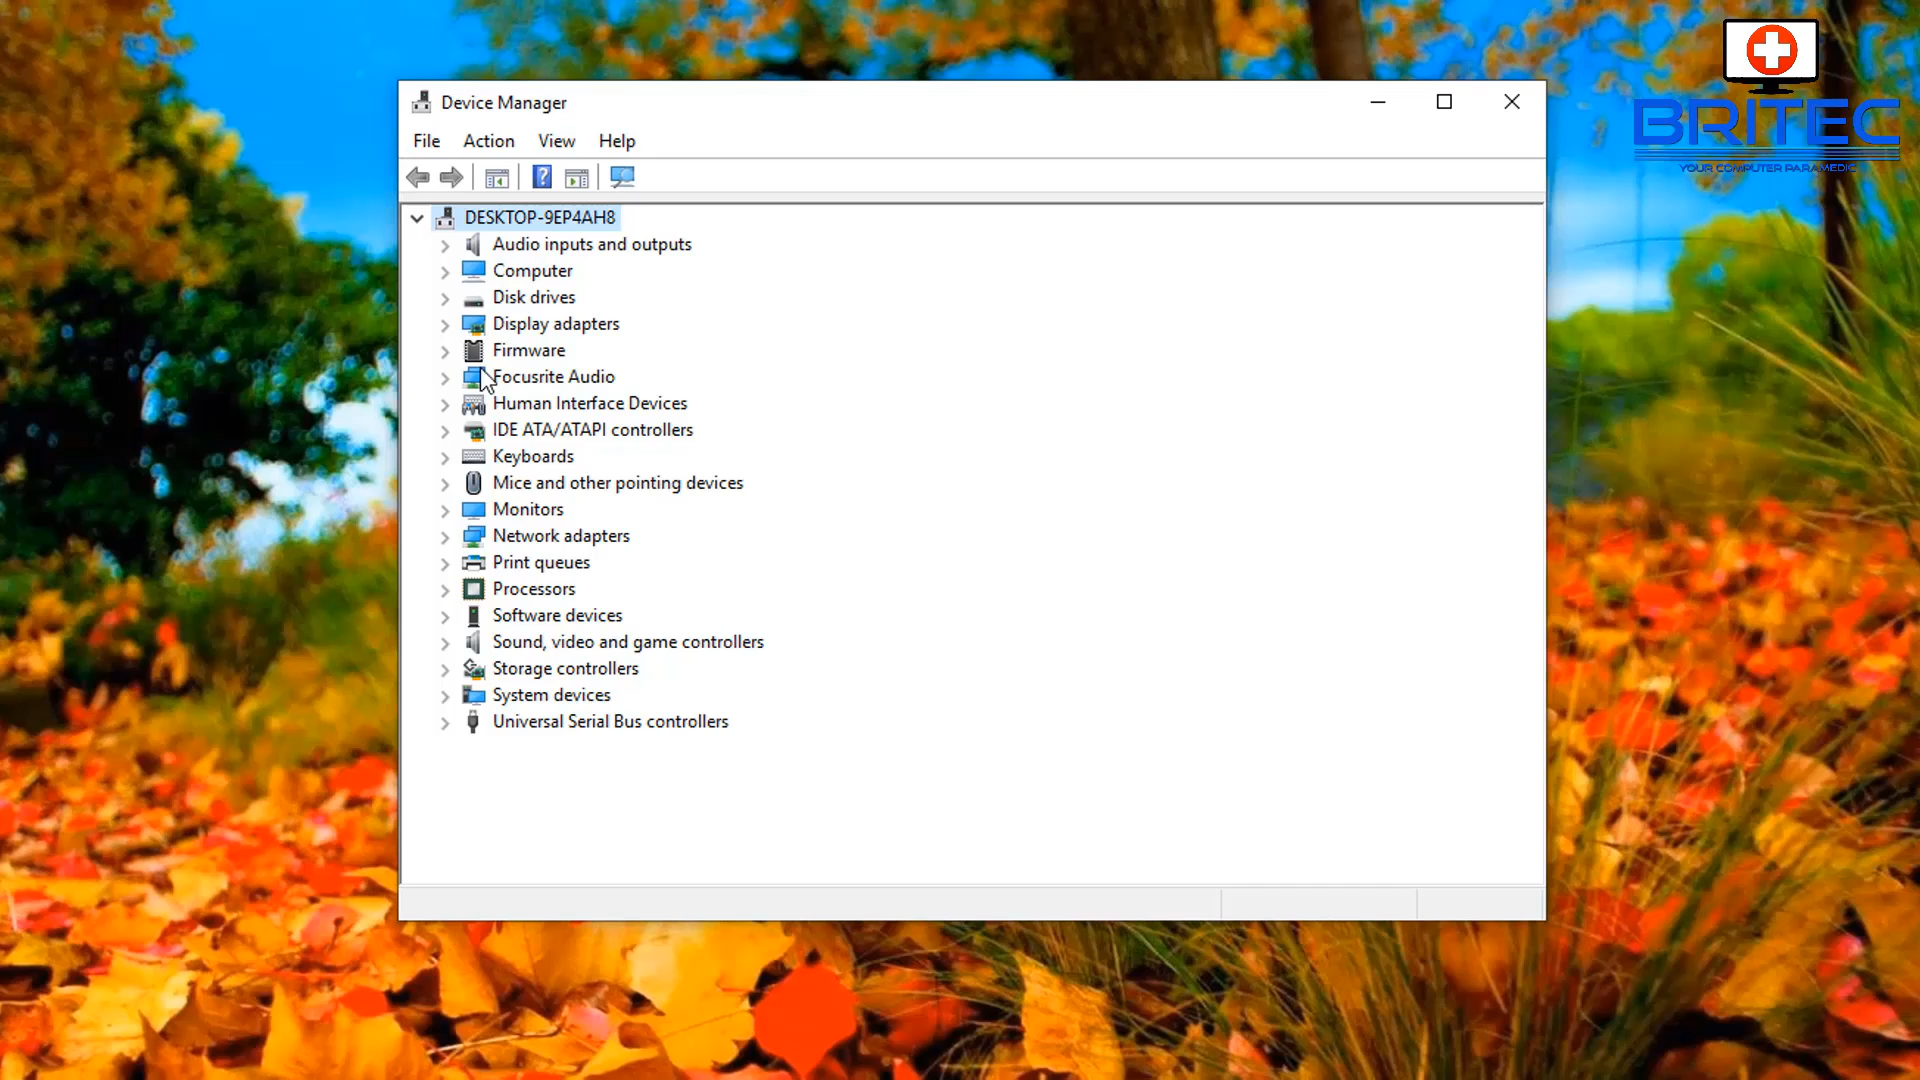 BRITEC
YOUR COMPUTER PARAMEDIC
Device Manager
File Action View Help
DESKTOP-9EP4AH8
Audio inputs and outputs
Computer
Disk drives
Display adapters
Firmware
Focusrite Audio
Human Interface Devices
IDE ATA/ATAPI controllers
Keyboards
Mice and other pointing devices
Monitors
Network adapters
Print queues
Processors
Software devices
Sound, video and game controllers
Storage controllers
System devices
Universal Serial Bus controllers